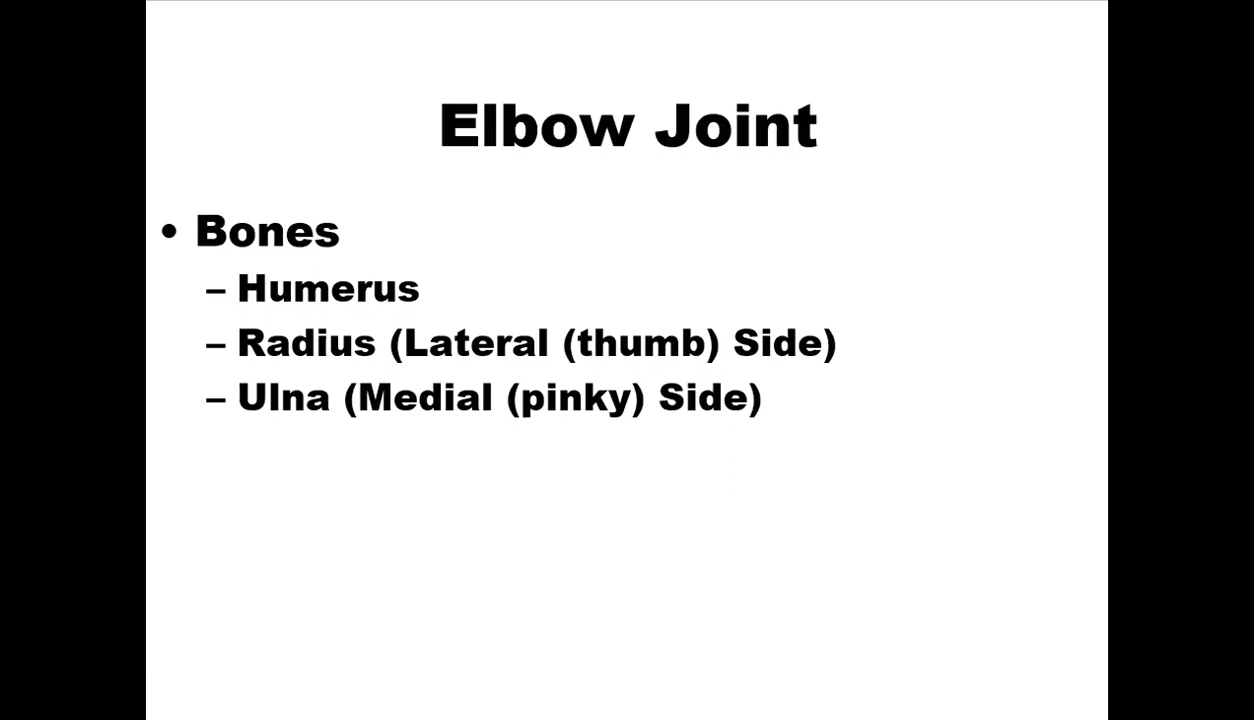 Elbow Joint
• Bones
– Humerus
– Radius (Lateral (thumb) Side)
– Ulna (Medial (pinky) Side)